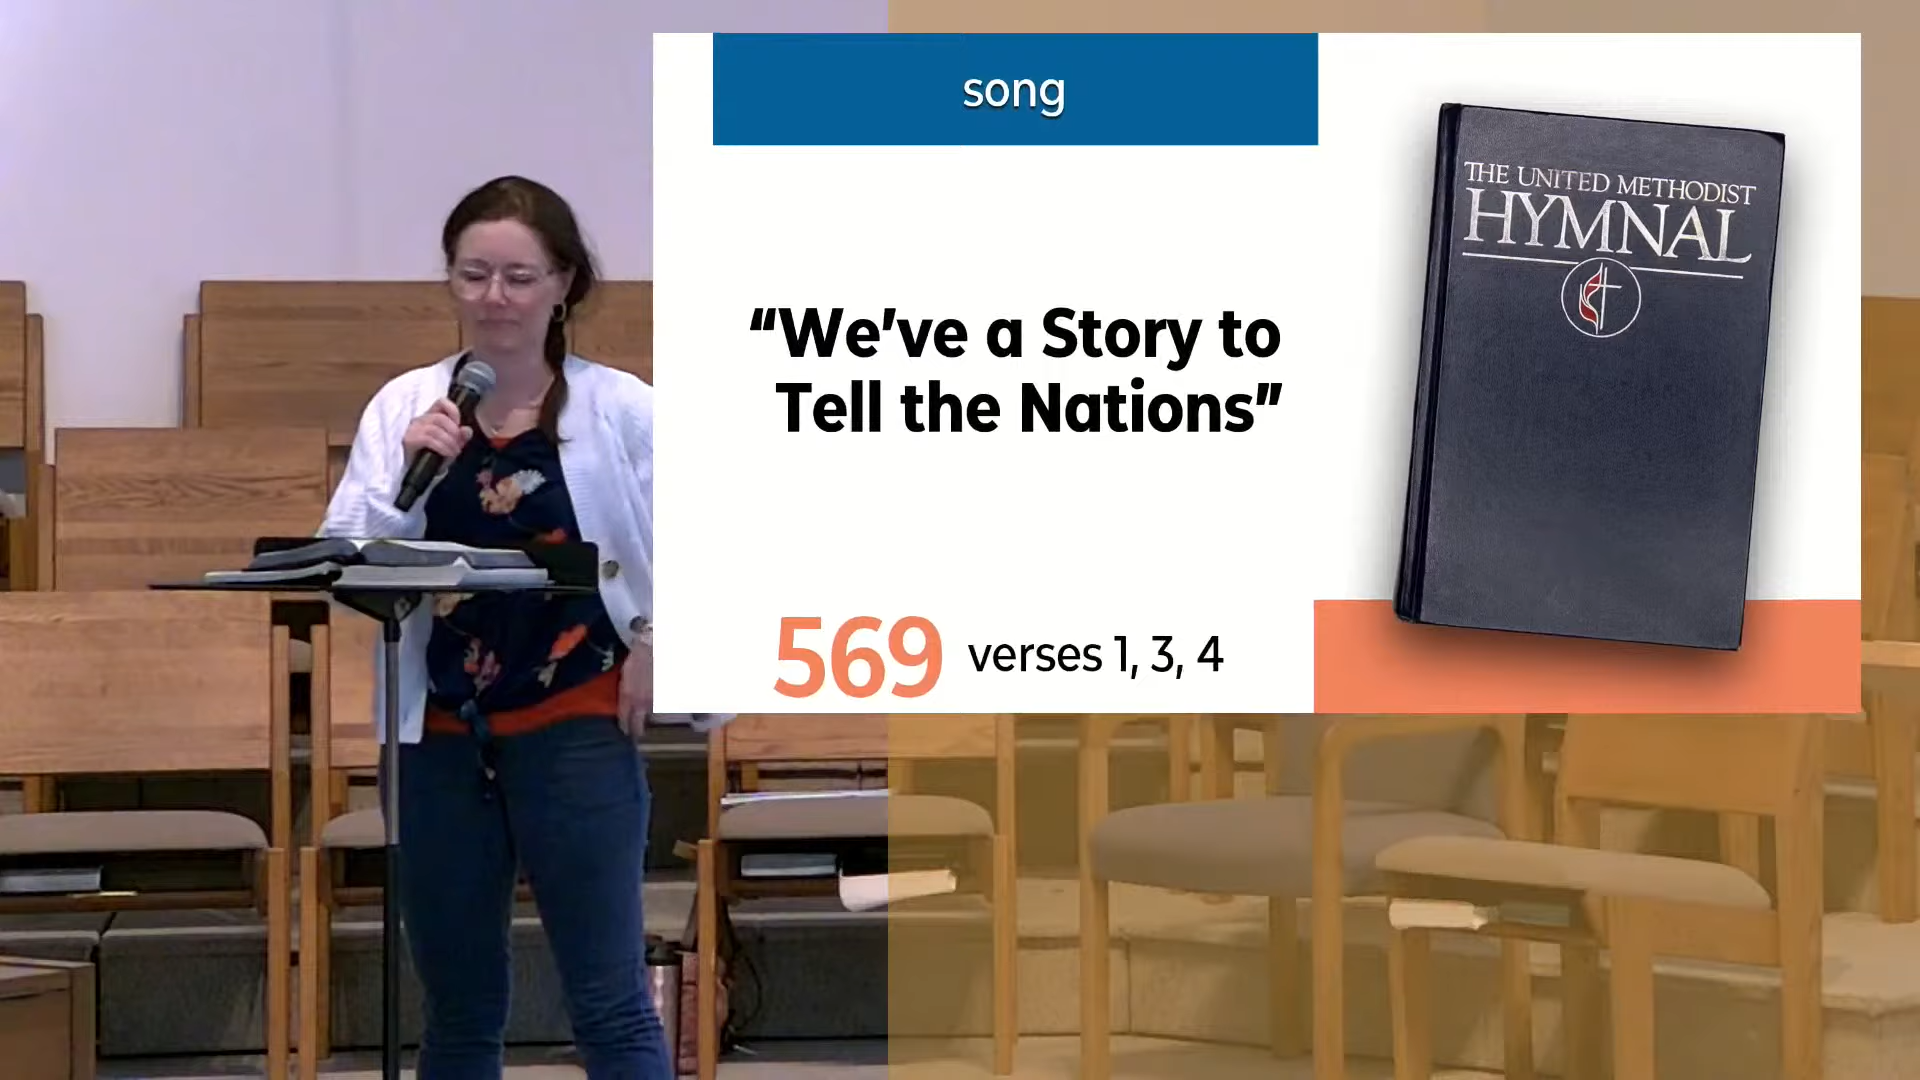 song
“We’ve a Story to
Tell the Nations”
569 verses 1, 3, 4
THE UNITED METHODIST
HYMNAL